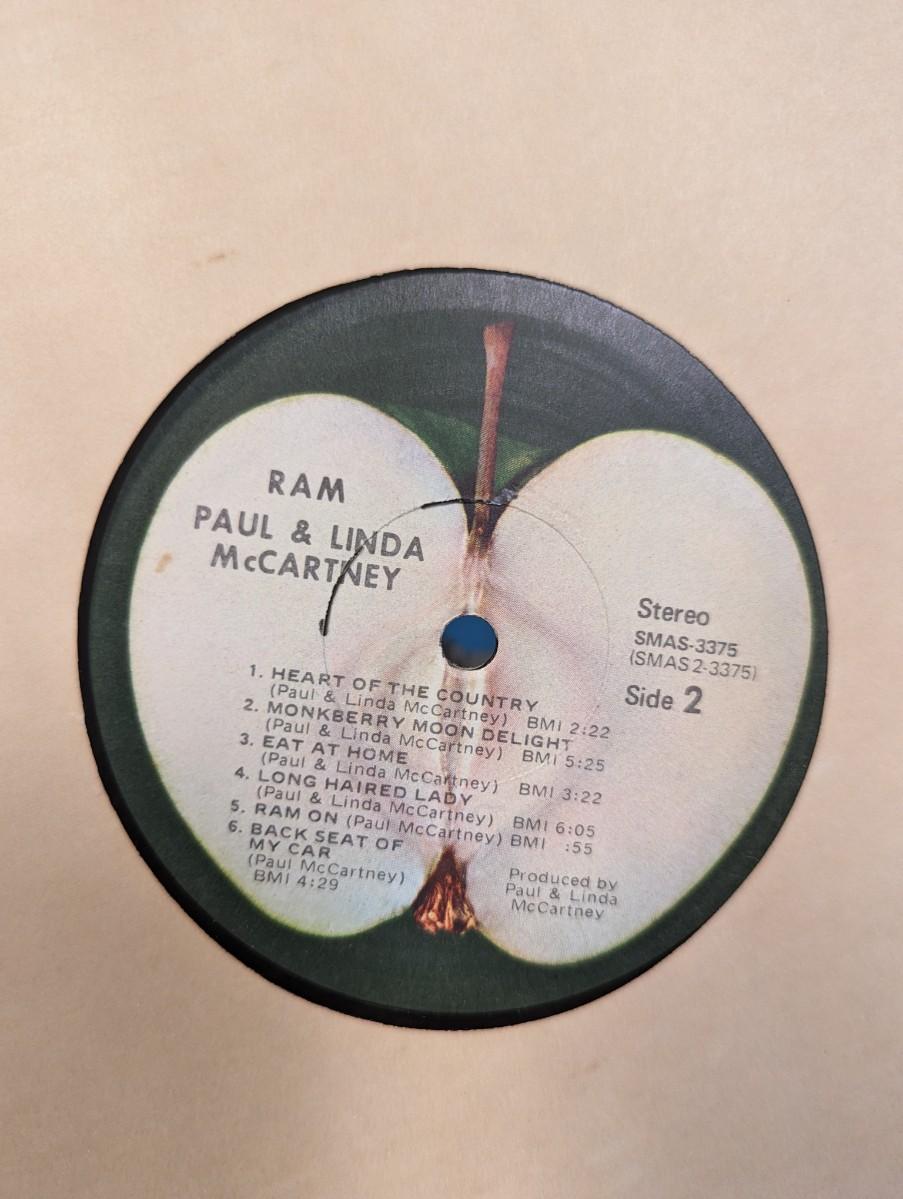 RAM
PAUL & LINDA
McCARTNEY
Stereo
SMAS-3375
(SMAS 2-3375)
Side 2
1. HEART OF THE COUNTRY
(Paul & Linda McCartney) BMI 2:22
2. MONKBERRY MOON DELIGHT
(Paul & Linda McCartney) BMI 5:25
3. EAT AT HOME
(Paul & Linda McCartney) BMI 3:22
4. LONG HAIRED LADY
(Paul & Linda McCartney) BMI 6:05
5. RAM ON (Paul McCartney) BMI :55
6. BACK SEAT OF
MY CAR
(Paul McCartney)
BMI 4:29
Produced by
Paul & Linda
McCartney